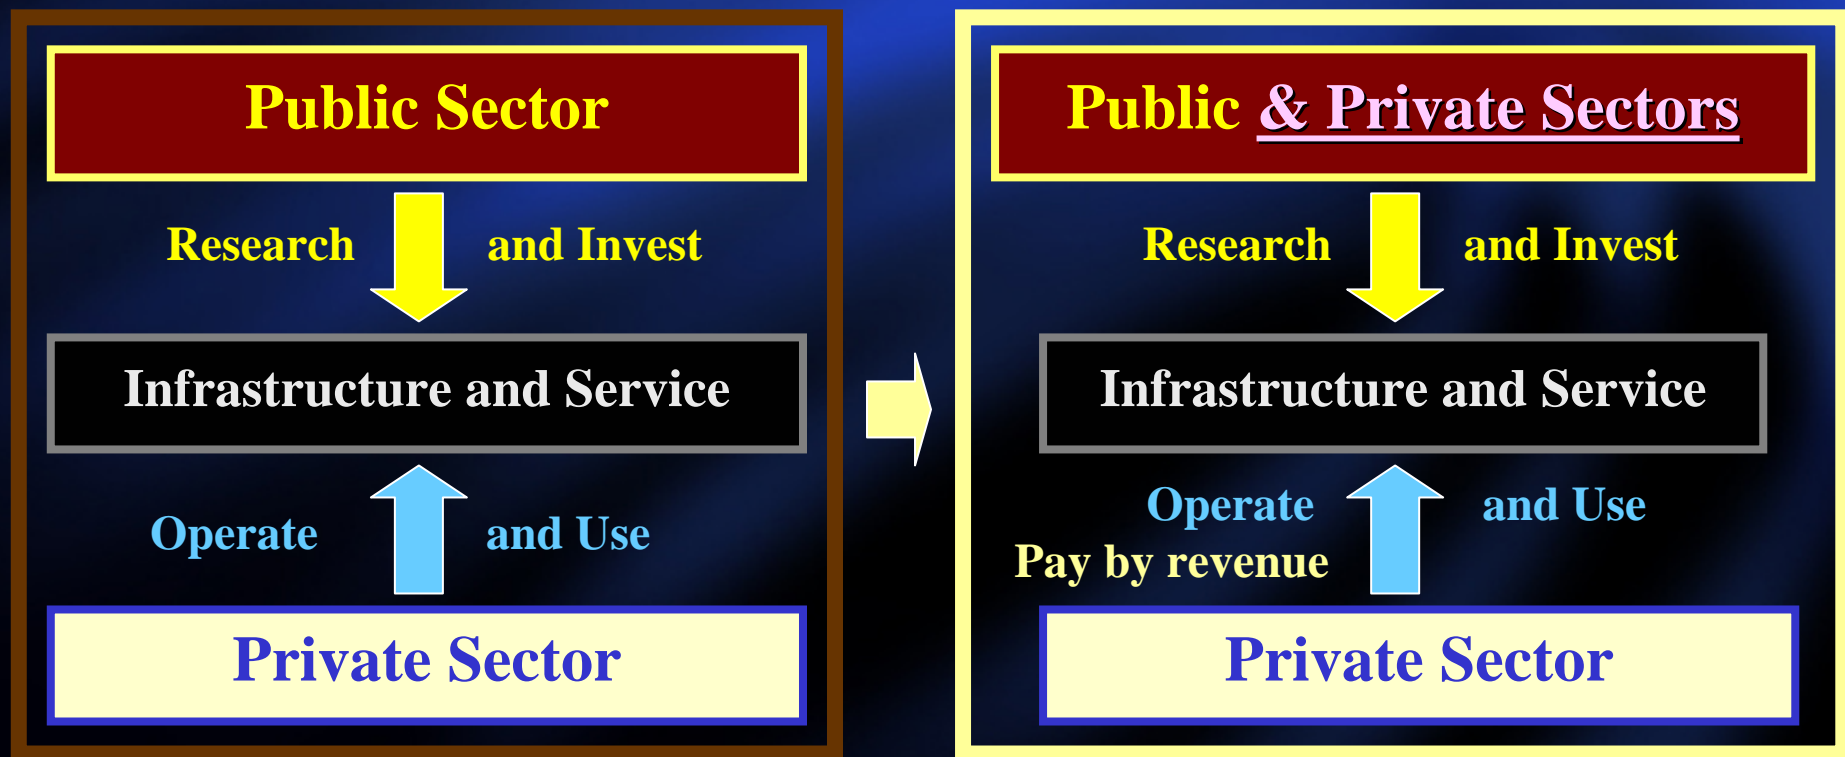 Public Sector
Research and Invest
Infrastructure and Service
Operate and Use
Private Sector
Public & Private Sectors
Research and Invest
Infrastructure and Service
Operate and Use
Pay by revenue
Private Sector